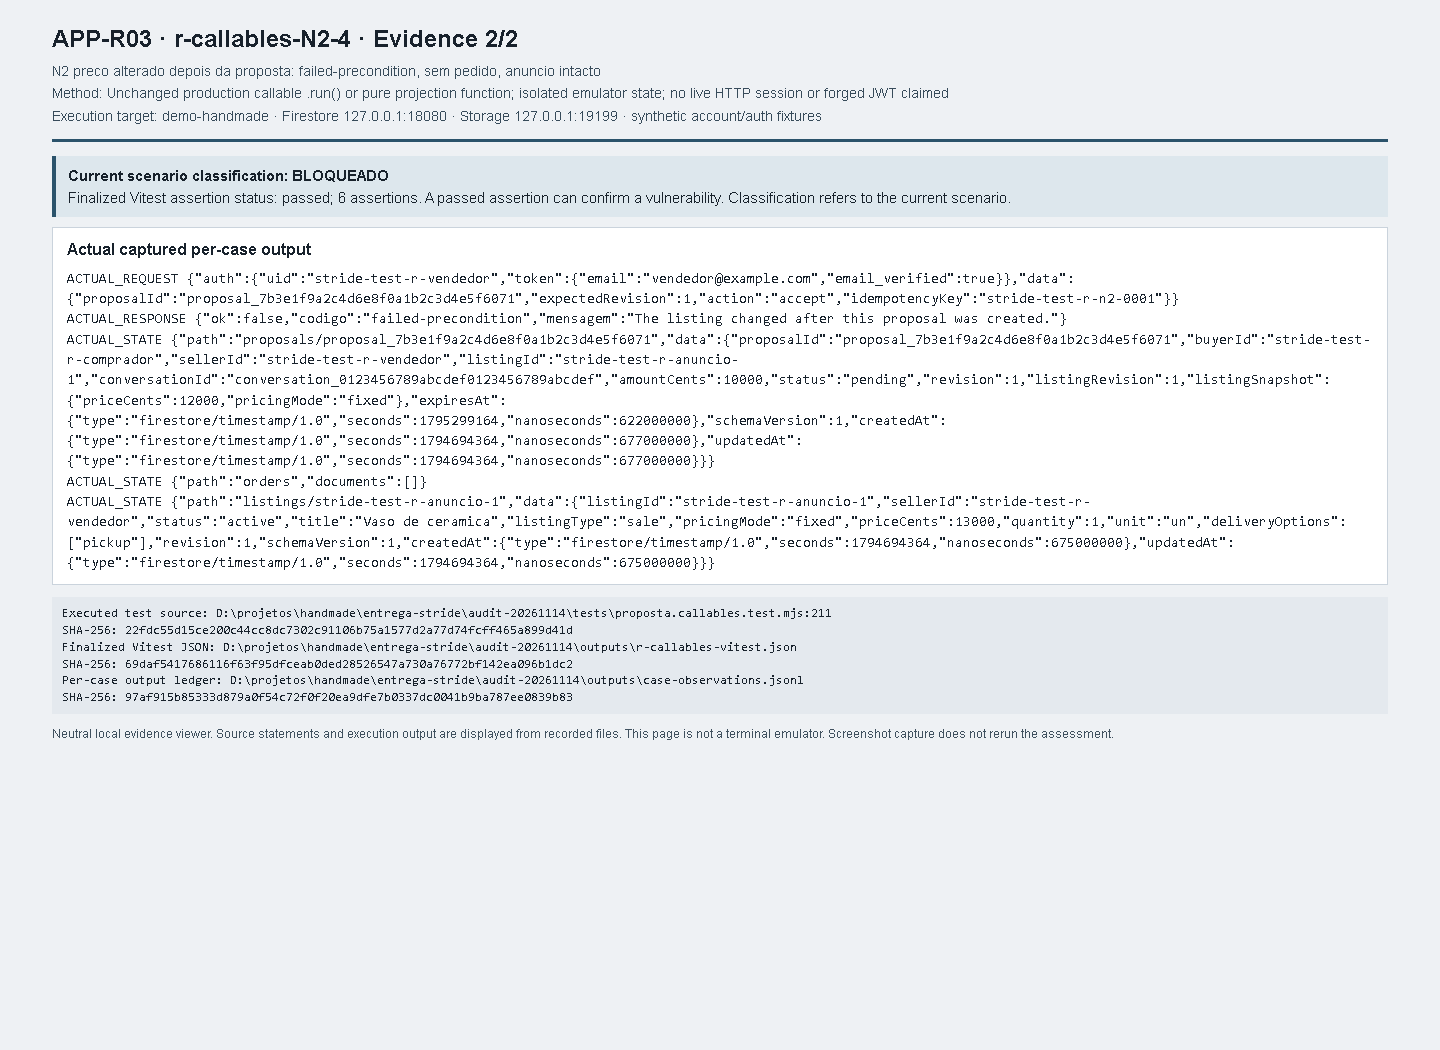 APP-R03 · r-callables-N2-4 · Evidence 2/2
N2 preco alterado depois da proposta: failed-precondition, sem pedido, anuncio intacto
Method: Unchanged production callable .run() or pure projection function; isolated emulator state; no live HTTP session or forged JWT claimed
Execution target: demo-handmade · Firestore 127.0.0.1:18080 · Storage 127.0.0.1:19199 · synthetic account/auth fixtures
Current scenario classification: BLOQUEADO
Finalized Vitest assertion status: passed; 6 assertions. A passed assertion can confirm a vulnerability. Classification refers to the current scenario.
Actual captured per-case output
ACTUAL_REQUEST {"auth":{"uid":"stride-test-r-vendedor","token":{"email":"vendedor@example.com","email_verified":true}},"data":
{"proposalId":"proposal_7b3e1f9a2c4d6e8f0a1b2c3d4e5f6071","expectedRevision":1,"action":"accept","idempotencyKey":"stride-test-r-n2-0001"}}
ACTUAL_RESPONSE {"ok":false,"codigo":"failed-precondition","mensagem":"The listing changed after this proposal was created."}
ACTUAL_STATE {"path":"proposals/proposal_7b3e1f9a2c4d6e8f0a1b2c3d4e5f6071","data":{"proposalId":"proposal_7b3e1f9a2c4d6e8f0a1b2c3d4e5f6071","buyerId":"stride-test-
r-comprador","sellerId":"stride-test-r-vendedor","listingId":"stride-test-r-anuncio-
1","conversationId":"conversation_0123456789abcdef0123456789abcdef","amountCents":10000,"status":"pending","revision":1,"listingRevision":1,"listingSnapshot":
{"priceCents":12000,"pricingMode":"fixed"},"expiresAt":
{"type":"firestore/timestamp/1.0","seconds":1795299164,"nanoseconds":622000000},"schemaVersion":1,"createdAt":
{"type":"firestore/timestamp/1.0","seconds":1794694364,"nanoseconds":677000000},"updatedAt":
{"type":"firestore/timestamp/1.0","seconds":1794694364,"nanoseconds":677000000}}}
ACTUAL_STATE {"path":"orders","documents":[]}
ACTUAL_STATE {"path":"listings/stride-test-r-anuncio-1","data":{"listingId":"stride-test-r-anuncio-1","sellerId":"stride-test-r-
vendedor","status":"active","title":"Vaso de ceramica","listingType":"sale","pricingMode":"fixed","priceCents":13000,"quantity":1,"unit":"un","deliveryOptions":
["pickup"],"revision":1,"schemaVersion":1,"createdAt":{"type":"firestore/timestamp/1.0","seconds":1794694364,"nanoseconds":675000000},"updatedAt":
{"type":"firestore/timestamp/1.0","seconds":1794694364,"nanoseconds":675000000}}}
Executed test source: D:\projetos\handmade\entrega-stride\audit-20261114\tests\proposta.callables.test.mjs:211
SHA-256: 22fdc55d15ce200c44cc8dc7302c91106b75a1577d2a77d74fcff465a899d41d
Finalized Vitest JSON: D:\projetos\handmade\entrega-stride\audit-20261114\outputs\r-callables-vitest.json
SHA-256: 69daf5417686116f63f95dfceab0ded28526547a730a76772bf142ea096b1dc2
Per-case output ledger: D:\projetos\handmade\entrega-stride\audit-20261114\outputs\case-observations.jsonl
SHA-256: 97af915b85333d879a0f54c72f0f20ea9dfe7b0337dc0041b9ba787ee0839b83
Neutral local evidence viewer. Source statements and execution output are displayed from recorded files. This page is not a terminal emulator. Screenshot capture does not rerun the assessment.